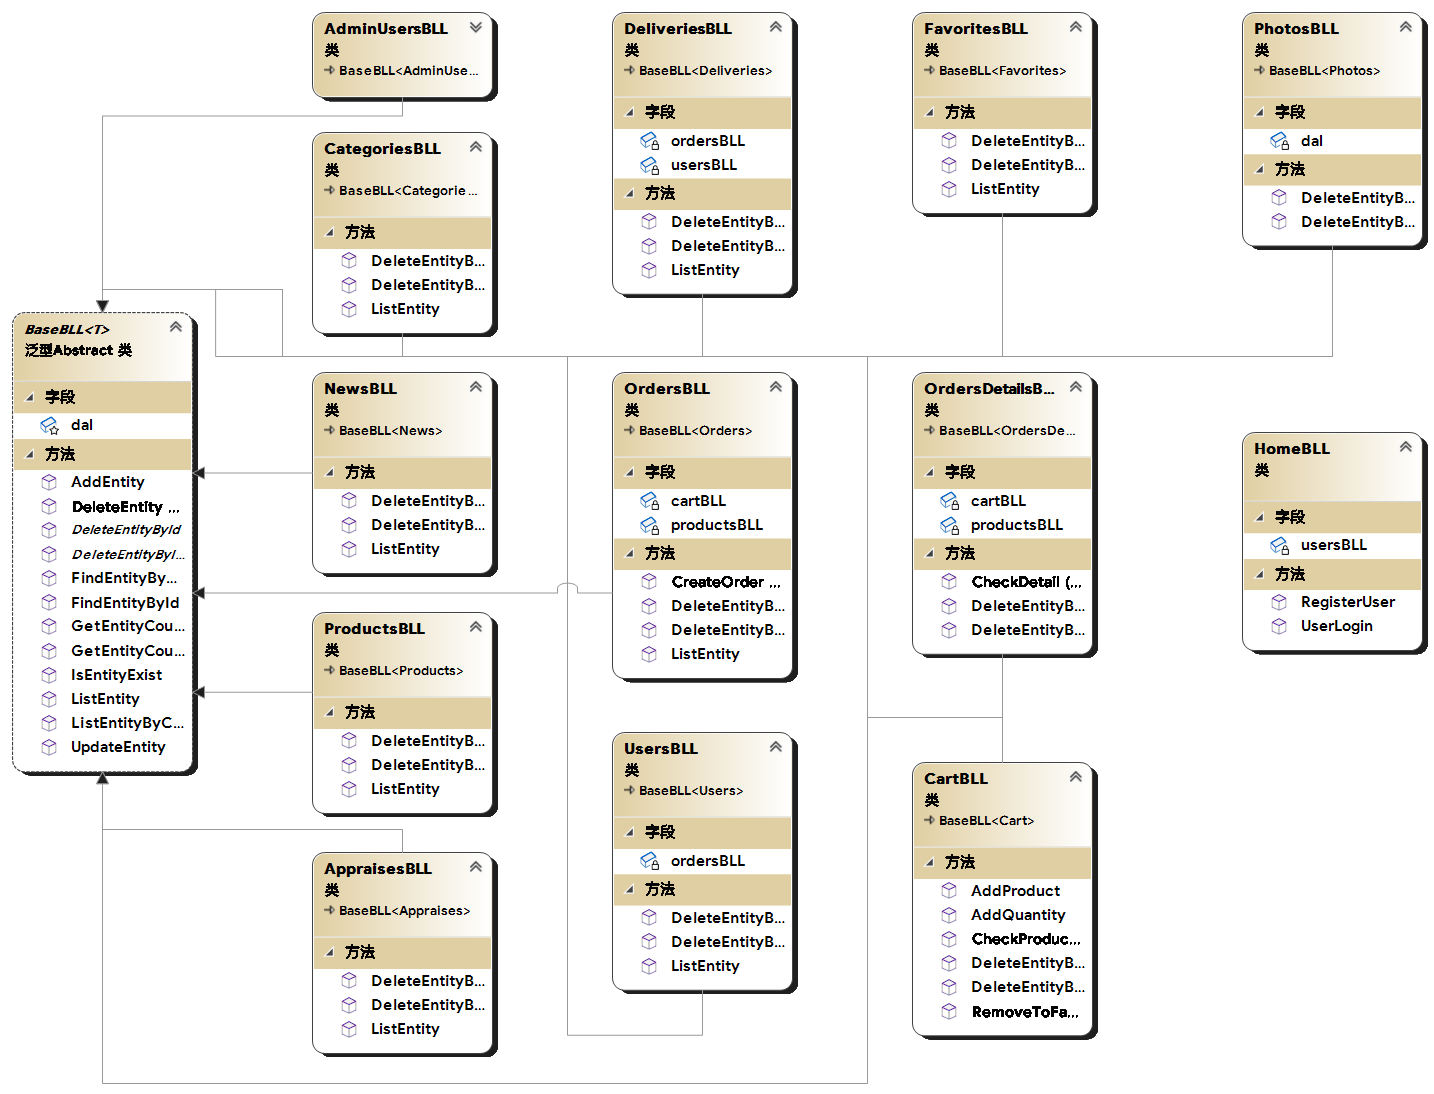 AdminUsersBLL
类
BaseBLL<AdminUse...
CategoriesBLL
类
BaseBLL<Categorie...
方法
DeleteEntityB...
DeleteEntityB...
ListEntity
DeliveriesBLL
类
BaseBLL<Deliveries>
字段
ordersBLL
usersBLL
方法
DeleteEntityB...
DeleteEntityB...
ListEntity
FavoritesBLL
类
BaseBLL<Favorites>
方法
DeleteEntityB...
DeleteEntityB...
ListEntity
PhotosBLL
类
BaseBLL<Photos>
字段
dal
方法
DeleteEntityB...
DeleteEntityB...
BaseBLL<T>
泛型Abstract 类
字段
dal
方法
AddEntity
DeleteEntity ...
DeleteEntityById
DeleteEntityByI...
FindEntityBy...
FindEntityById
GetEntityCou...
GetEntityCou...
IsEntityExist
ListEntity
ListEntityByC...
UpdateEntity
NewsBLL
类
BaseBLL<News>
方法
DeleteEntityB...
DeleteEntityB...
ListEntity
OrdersBLL
类
BaseBLL<Orders>
字段
cartBLL
productsBLL
方法
CreateOrder ...
DeleteEntityB...
DeleteEntityB...
ListEntity
OrdersDetailsB...
类
BaseBLL<OrdersDe...
字段
cartBLL
productsBLL
方法
CheckDetail (...
DeleteEntityB...
DeleteEntityB...
HomeBLL
类
字段
usersBLL
方法
RegisterUser
UserLogin
ProductsBLL
类
BaseBLL<Products>
方法
DeleteEntityB...
DeleteEntityB...
ListEntity
UsersBLL
类
BaseBLL<Users>
字段
ordersBLL
方法
DeleteEntityB...
DeleteEntityB...
ListEntity
CartBLL
类
BaseBLL<Cart>
方法
AddProduct
AddQuantity
CheckProduc...
DeleteEntityB...
DeleteEntityB...
RemoveToFa...
AppraisesBLL
类
BaseBLL<Appraises>
方法
DeleteEntityB...
DeleteEntityB...
ListEntity